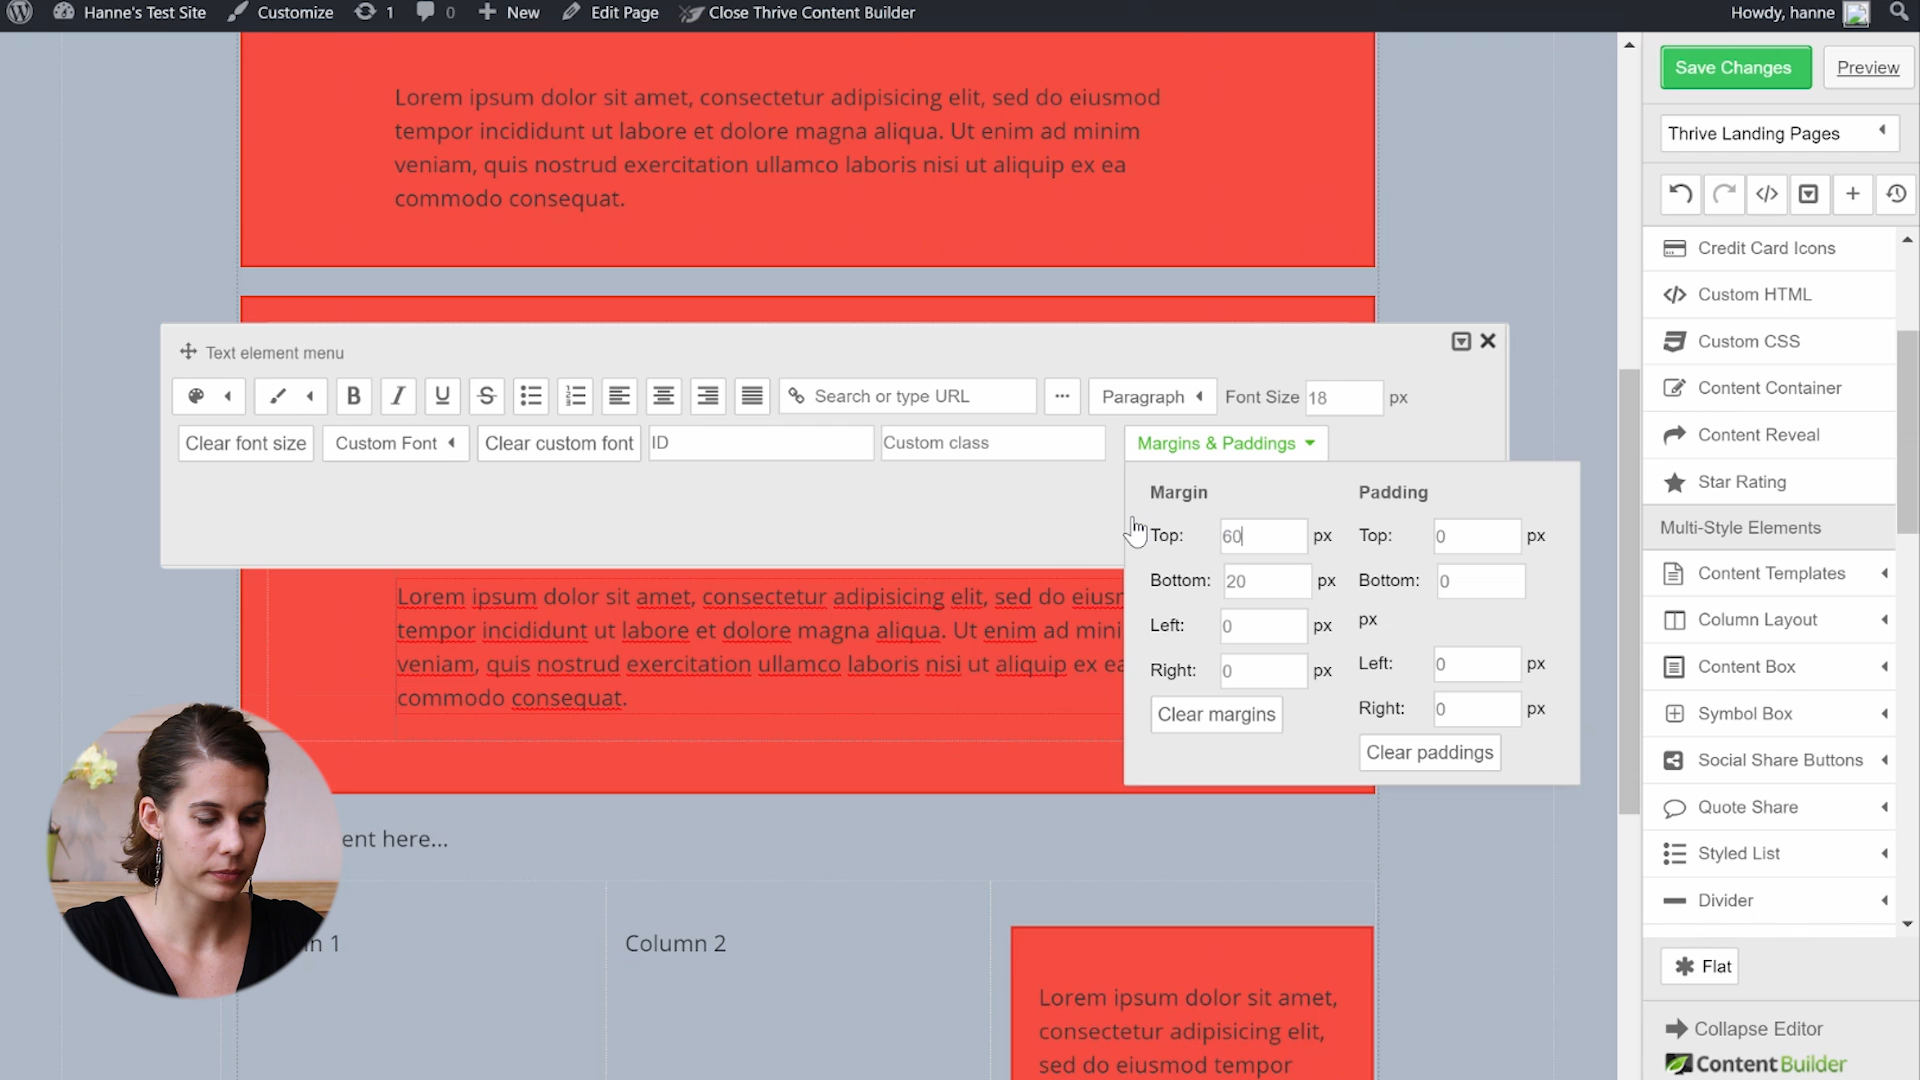 Hanne's Test Site Customize 1 0 New Edit Page Close Thrive Content Builder Howdy, hanne
Save Changes Preview
Thrive Landing Pages
Lorem ipsum dolor sit amet, consectetur adipisicing elit, sed do eiusmod
tempor incididunt ut labore et dolore magna aliqua. Ut enim ad minim
veniam, quis nostrud exercitation ullamco laboris nisi ut aliquip ex ea
commodo consequat.
Text element menu
B I U S Search or type URL ... Paragraph Font Size 18 px
Clear font size Custom Font Clear custom font ID Custom class Margins & Paddings
Margin Padding
Top: 60 px Top: 0 px
Bottom: 20 px Bottom: 0
Left: 0 px px
Right: 0 px Left: 0 px
Clear margins Right: 0 px
Clear paddings
Lorem ipsum dolor sit amet, consectetur adipisicing elit, sed do
tempor incididunt ut labore et dolore magna aliqua. Ut enim ad
veniam, quis nostrud exercitation ullamco laboris nisi ut aliquip ex ea
commodo consequat.
ent here...
1 Column 2
Lorem ipsum dolor sit amet,
consectetur adipisicing elit,
sed do eiusmod tempor
Credit Card Icons
Custom HTML
Custom CSS
Content Container
Content Reveal
Star Rating
Multi-Style Elements
Content Templates
Column Layout
Content Box
Symbol Box
Social Share Buttons
Quote Share
Styled List
Divider
Flat
Collapse Editor
ContentBuilder